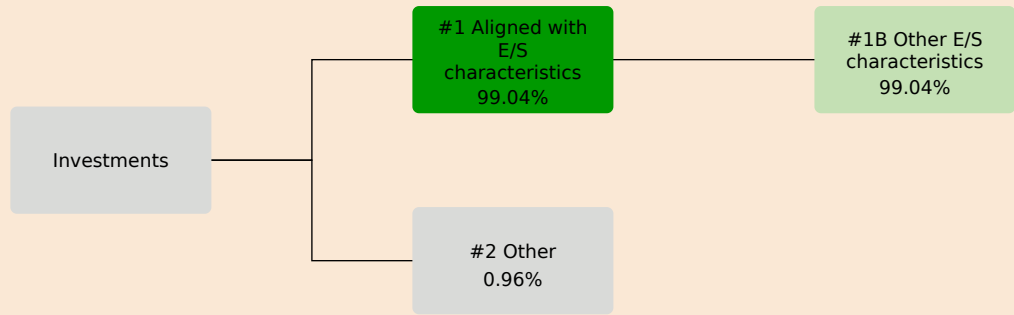 Investments
#1 Aligned with
E/S
characteristics
99.04%
#1B Other E/S
characteristics
99.04%
#2 Other
0.96%